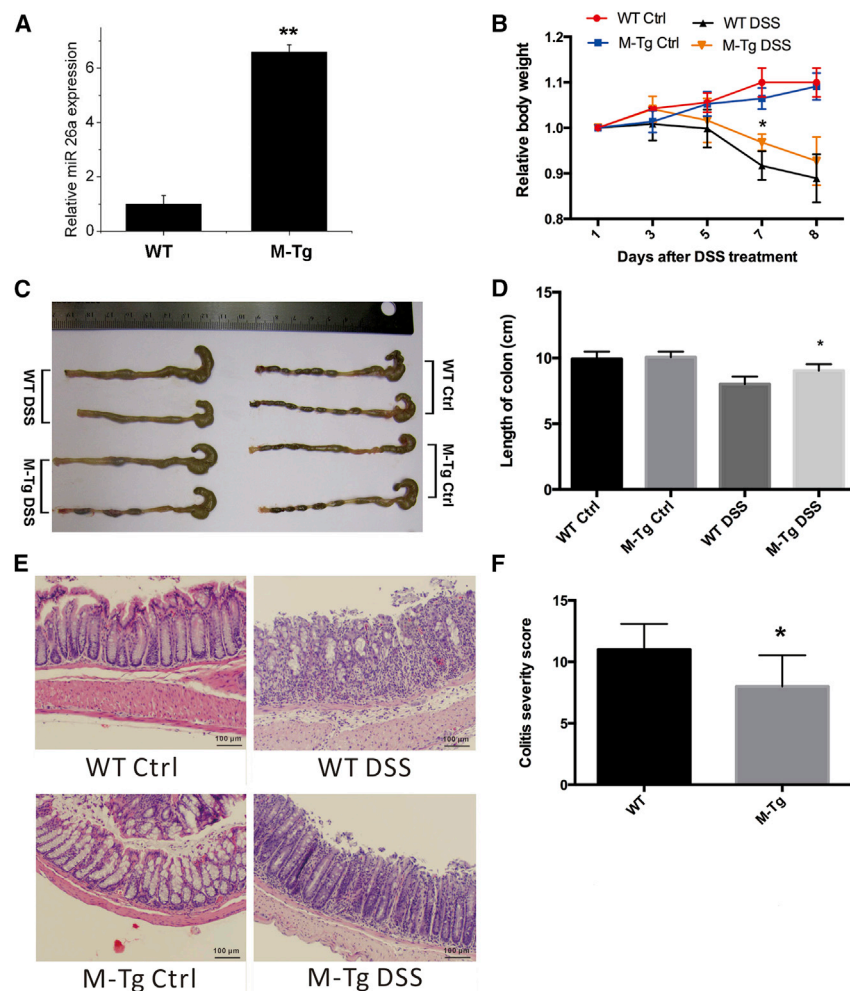 A
Relative miR 26a expression
6
4
2
0
**
WT
M-Tg
B
WT Ctrl
WT DSS
M-Tg Ctrl
M-Tg DSS
Relative body weight
1.2
1.1
1.0
0.9
0.8
*
1
3
5
7
8
Days after DSS treatment
C
WT DSS
M-Tg DSS
WT Ctrl
M-Tg Ctrl
D
Length of colon (cm)
15
10
5
0
*
WT Ctrl
M-Tg Ctrl
WT DSS
M-Tg DSS
E
100 µm
100 µm
WT Ctrl
WT DSS
100 µm
100 µm
M-Tg Ctrl
M-Tg DSS
F
Colitis severity score
15
10
5
0
*
WT
M-Tg